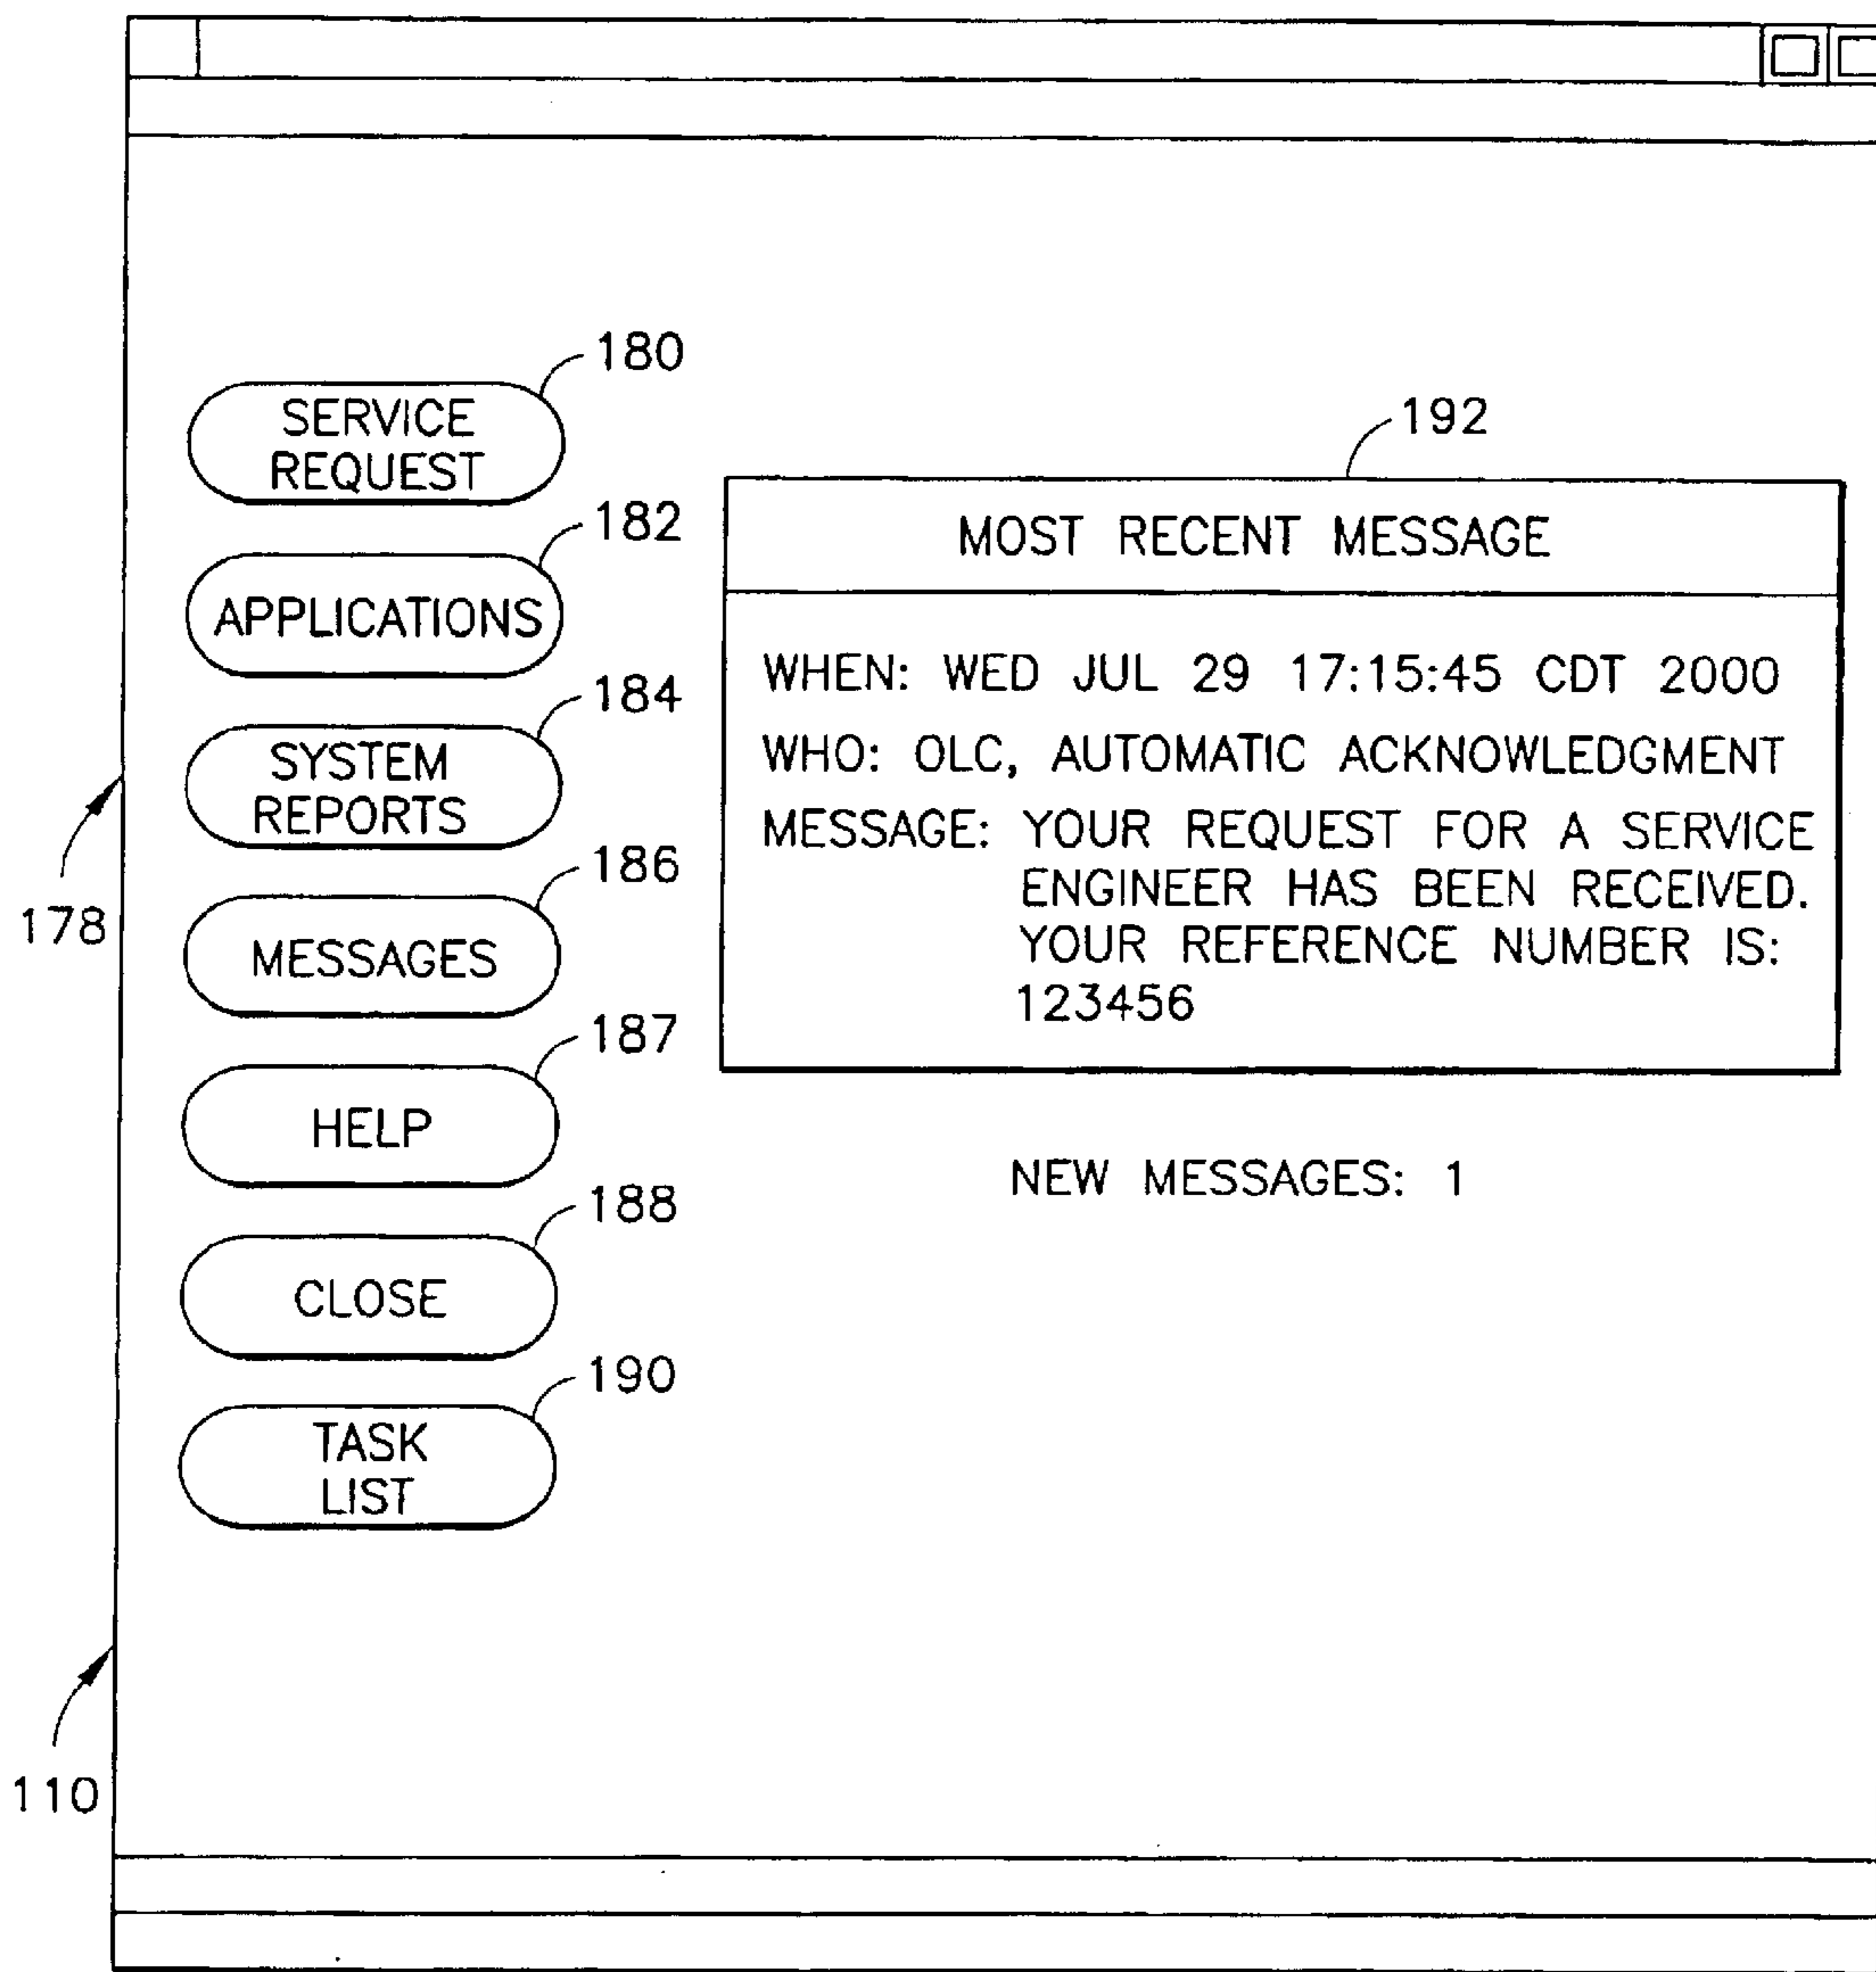 180
SERVICE
REQUEST
182
APPLICATIONS
184
SYSTEM
REPORTS
178
186
MESSAGES
187
HELP
188
CLOSE
190
TASK
LIST
110
192
MOST RECENT MESSAGE
WHEN: WED JUL 29 17:15:45 CDT 2000
WHO: OLC, AUTOMATIC ACKNOWLEDGMENT
MESSAGE: YOUR REQUEST FOR A SERVICE
ENGINEER HAS BEEN RECEIVED.
YOUR REFERENCE NUMBER IS:
123456
NEW MESSAGES: 1